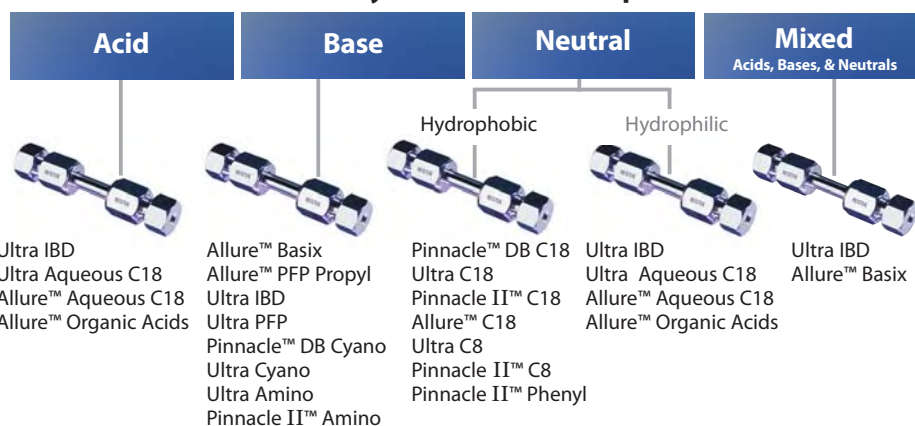 Acid
Base
Neutral
Mixed
Acids, Bases, & Neutrals
Hydrophobic
Hydrophilic
Ultra IBD
Ultra Aqueous C18
Allure™ Aqueous C18
Allure™ Organic Acids
Allure™ Basix
Allure™ PFP Propyl
Ultra IBD
Ultra PFP
Pinnacle™ DB Cyano
Ultra Cyano
Ultra Amino
Pinnacle II™ Amino
Pinnacle™ DB C18
Ultra C18
Pinnacle II™ C18
Allure™ C18
Ultra C8
Pinnacle II™ C8
Pinnacle II™ Phenyl
Ultra IBD
Ultra Aqueous C18
Allure™ Aqueous C18
Allure™ Organic Acids
Ultra IBD
Allure™ Basix